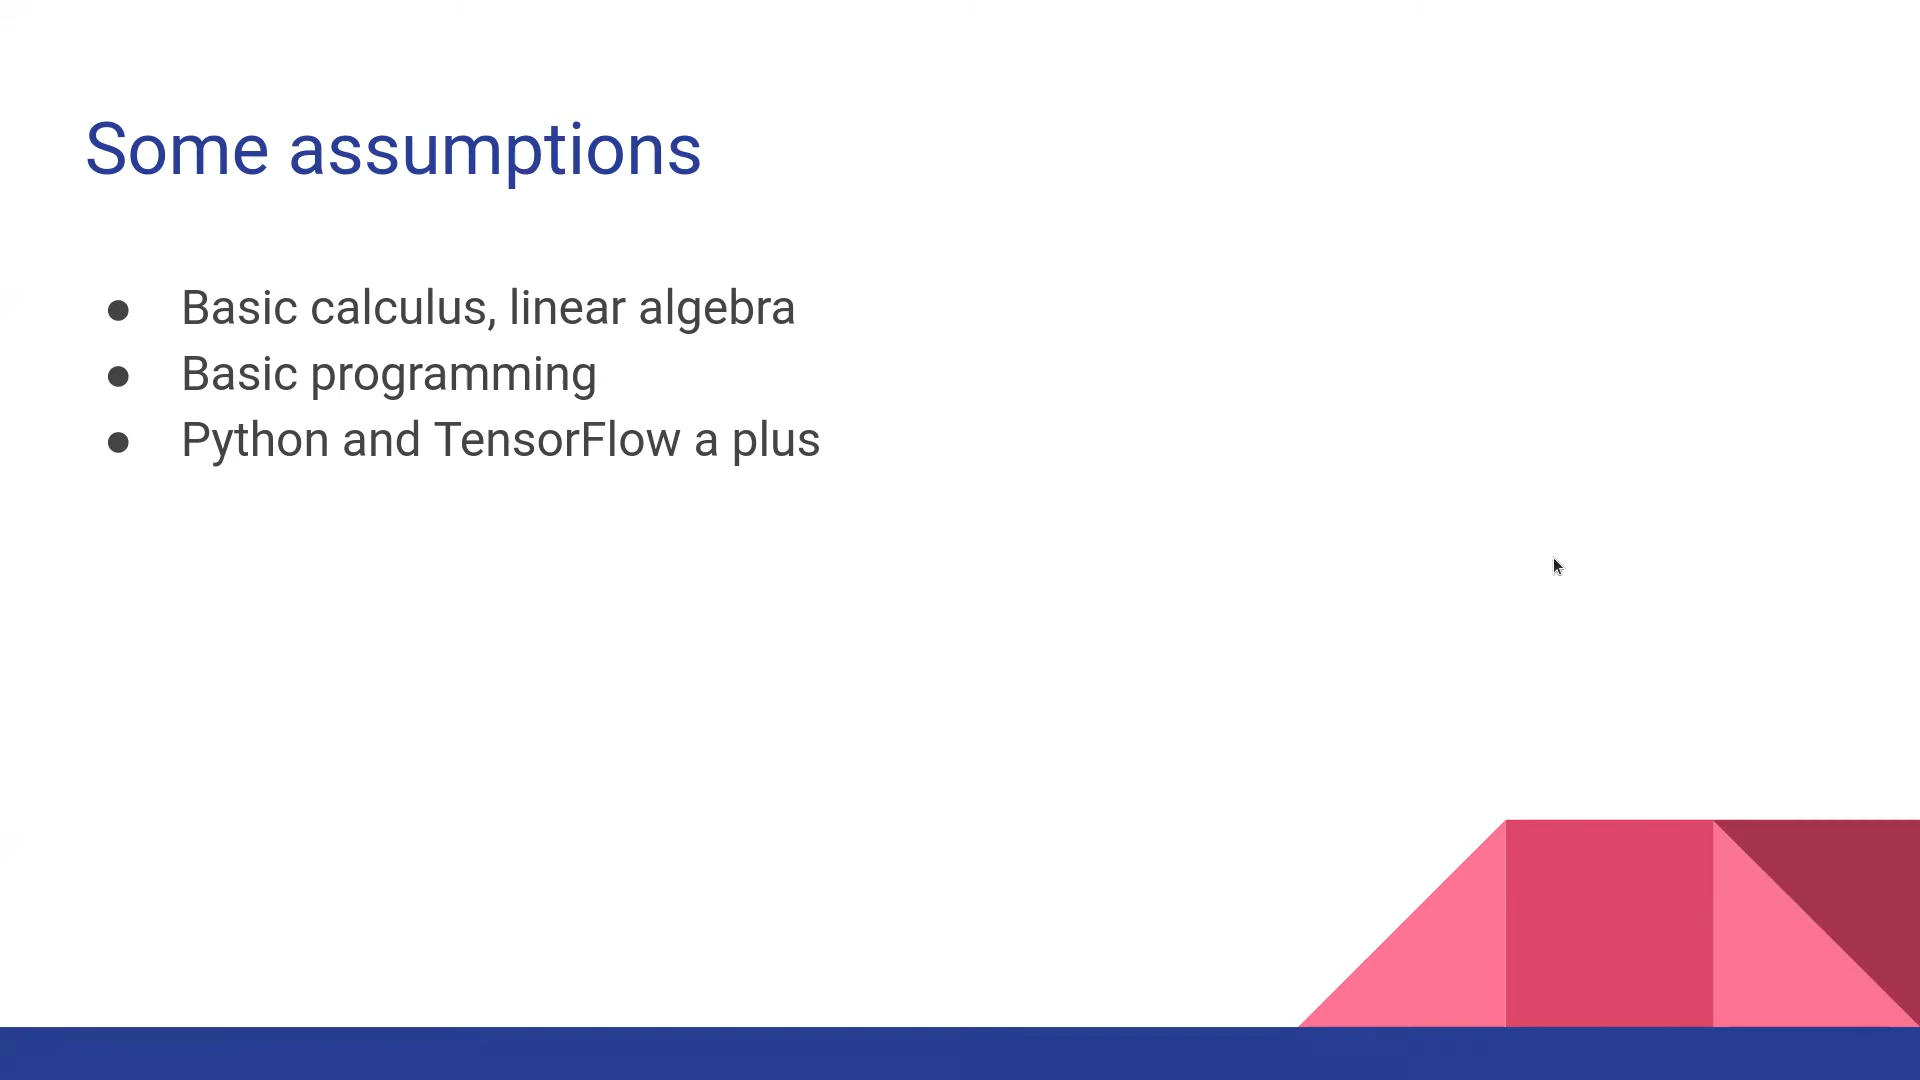 Some assumptions
● Basic calculus, linear algebra
● Basic programming
● Python and TensorFlow a plus